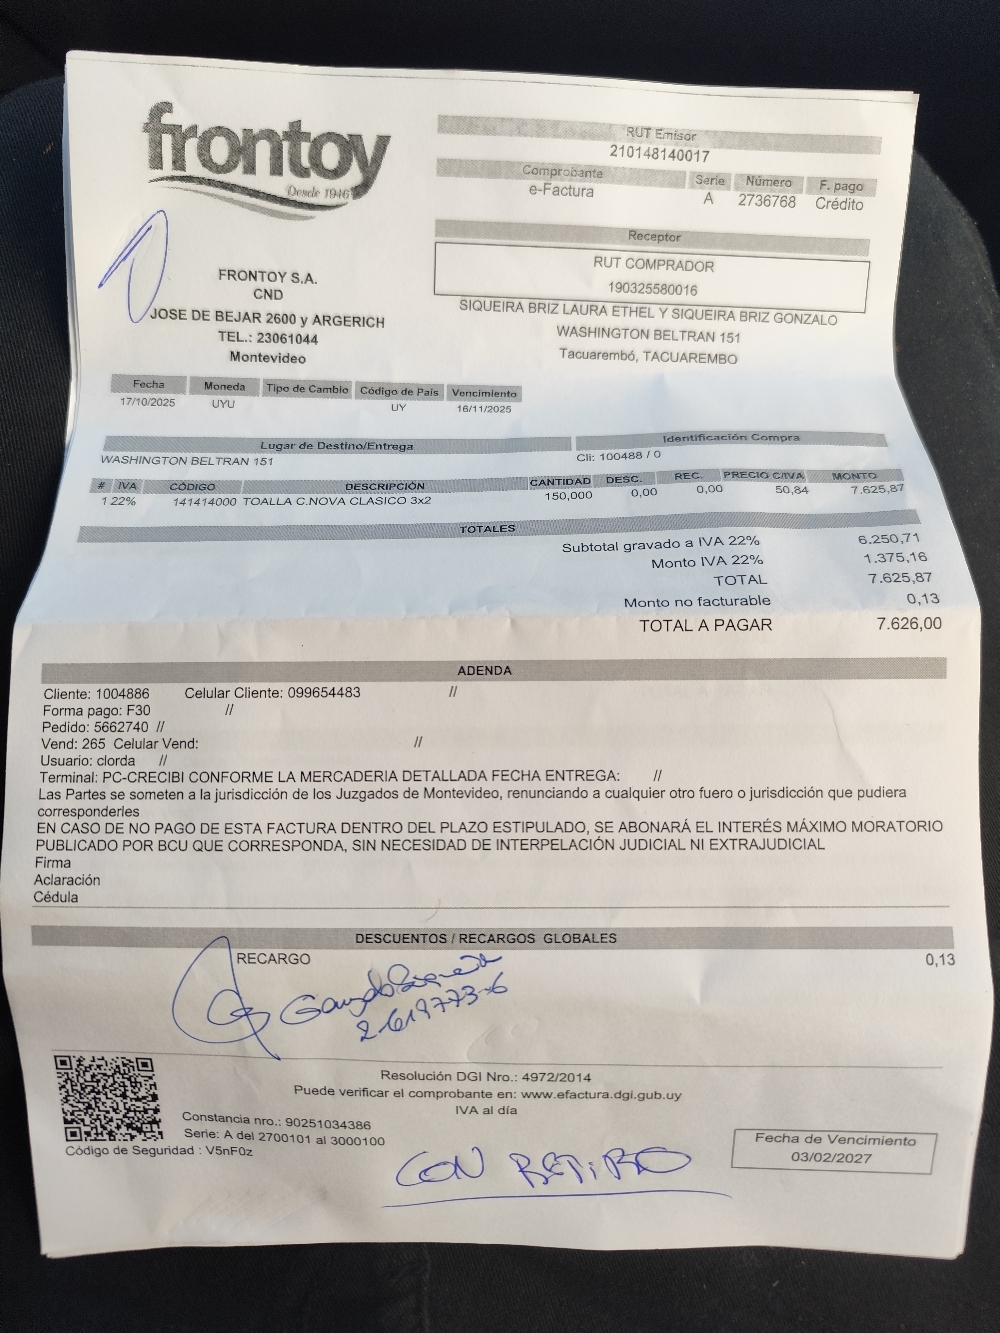 frontoy
Desde 1946
RUT Emisor
210148140017
Comprobante Serie Número F. pago
e-Factura A 2736768 Crédito
Receptor
RUT COMPRADOR
190325580016
SIQUEIRA BRIZ LAURA ETHEL Y SIQUEIRA BRIZ GONZALO
WASHINGTON BELTRAN 151
Tacuarembó, TACUAREMBO
FRONTOY S.A.
CND
JOSE DE BEJAR 2600 y ARGERICH
TEL.: 23061044
Montevideo
Fecha Moneda Tipo de Cambio Código de País Vencimiento
17/10/2025 UYU UY 16/11/2025
Lugar de Destino/Entrega Identificación Compra
WASHINGTON BELTRAN 151 Cli: 100488 / 0
# IVA CÓDIGO DESCRIPCIÓN CANTIDAD DESC. REC. PRECIO C/IVA MONTO
1 22% 141414000 TOALLA C.NOVA CLASICO 3x2 150,000 0,00 0,00 50,84 7.625,87
TOTALES
Subtotal gravado a IVA 22% 6.250,71
Monto IVA 22% 1.375,16
TOTAL 7.625,87
Monto no facturable 0,13
TOTAL A PAGAR 7.626,00
ADENDA
Cliente: 1004886 Celular Cliente: 099654483 //
Forma pago: F30 //
Pedido: 5662740 //
Vend: 265 Celular Vend: //
Usuario: clorda //
Terminal: PC-CRECIBI CONFORME LA MERCADERIA DETALLADA FECHA ENTREGA: //
Las Partes se someten a la jurisdicción de los Juzgados de Montevideo, renunciando a cualquier otro fuero o jurisdicción que pudiera
corresponderles
EN CASO DE NO PAGO DE ESTA FACTURA DENTRO DEL PLAZO ESTIPULADO, SE ABONARÁ EL INTERÉS MÁXIMO MORATORIO
PUBLICADO POR BCU QUE CORRESPONDA, SIN NECESIDAD DE INTERPELACIÓN JUDICIAL NI EXTRAJUDICIAL
Firma
Aclaración
Cédula
DESCUENTOS / RECARGOS GLOBALES
RECARGO 0,13
Resolución DGI Nro.: 4972/2014
Puede verificar el comprobante en: www.efactura.dgi.gub.uy
IVA al día
Constancia nro.: 90251034386
Serie: A del 2700101 al 3000100
Código de Seguridad : V5nF0z
Fecha de Vencimiento
03/02/2027
CON RETIRO